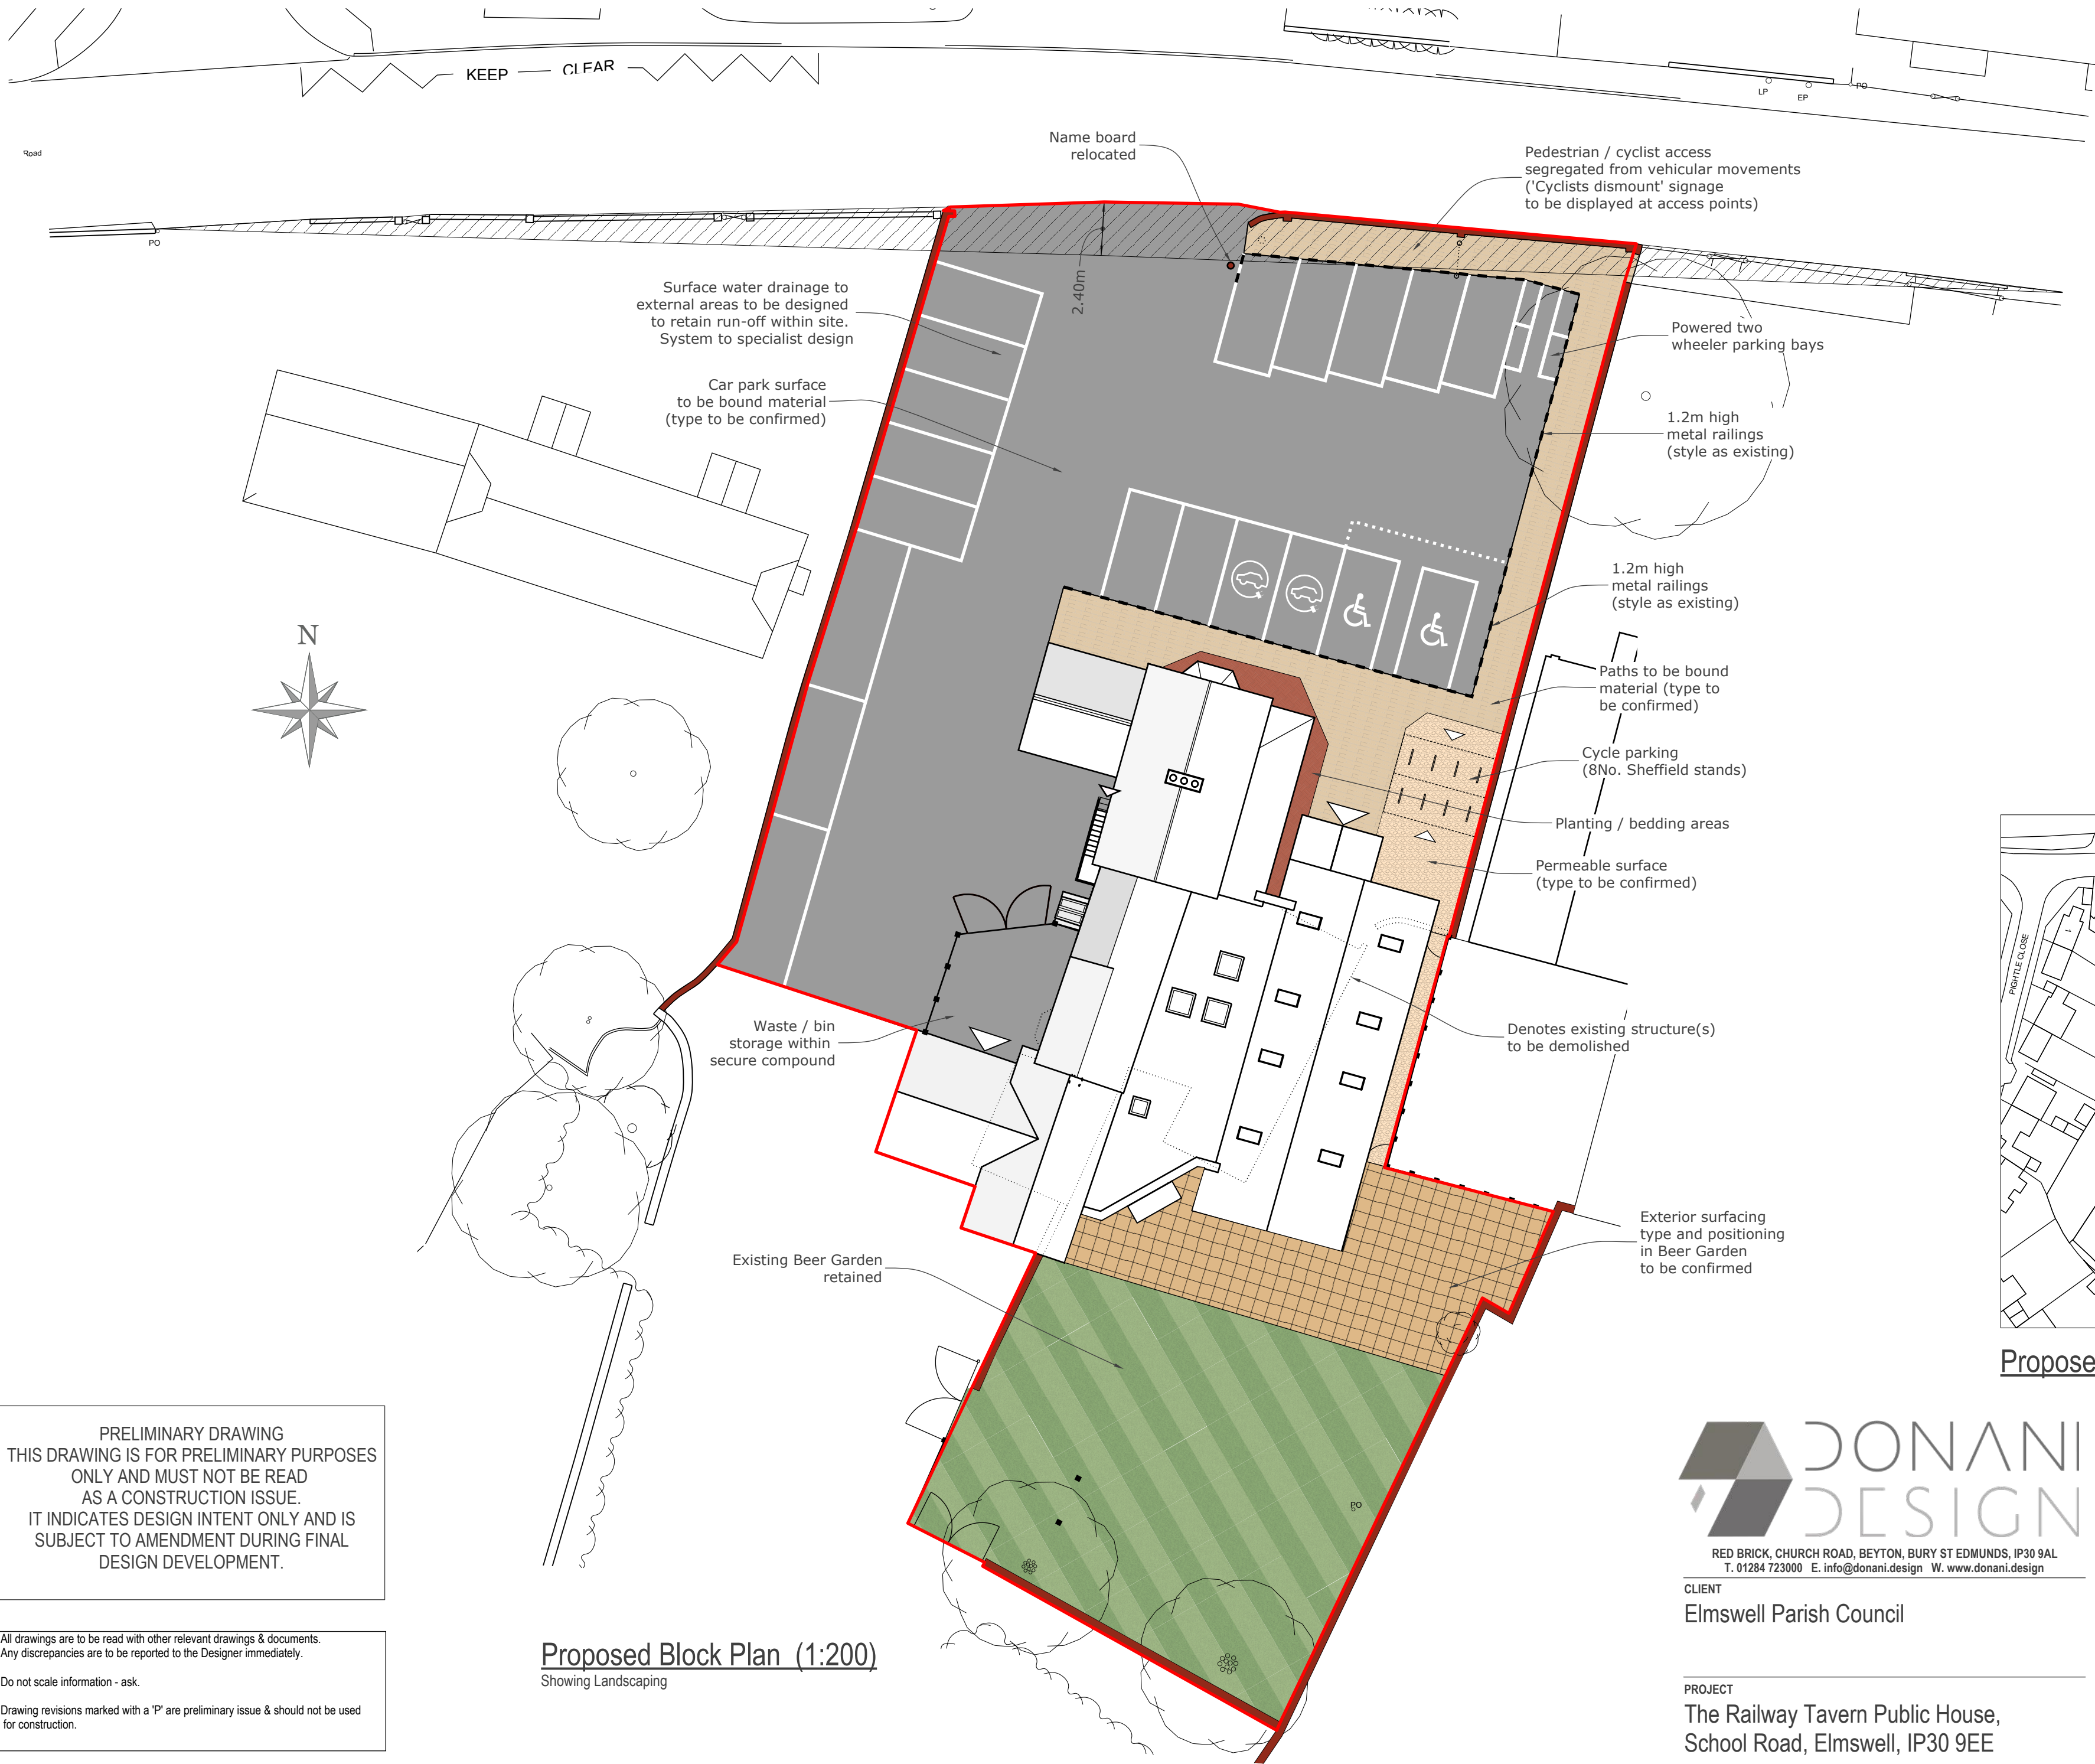 KEEP
CLEAR
LP
EP
PO
Road
Name board
relocated
Pedestrian / cyclist access
segregated from vehicular movements
('Cyclists dismount' signage
to be displayed at access points)
PO
2.40m
Surface water drainage to
external areas to be designed
to retain run-off within site.
System to specialist design
Powered two
wheeler parking bays
Car park surface
to be bound material
(type to be confirmed)
1.2m high
metal railings
(style as existing)
1.2m high
metal railings
(style as existing)
N
Paths to be bound
material (type to
be confirmed)
Cycle parking
(8No. Sheffield stands)
Planting / bedding areas
Permeable surface
(type to be confirmed)
PIGHTLE CLOSE
1
Waste / bin
storage within
secure compound
Denotes existing structure(s)
to be demolished
Exterior surfacing
type and positioning
in Beer Garden
to be confirmed
Existing Beer Garden
retained
PO
Propose
PRELIMINARY DRAWING
THIS DRAWING IS FOR PRELIMINARY PURPOSES
ONLY AND MUST NOT BE READ
AS A CONSTRUCTION ISSUE.
IT INDICATES DESIGN INTENT ONLY AND IS
SUBJECT TO AMENDMENT DURING FINAL
DESIGN DEVELOPMENT.
All drawings are to be read with other relevant drawings & documents.
Any discrepancies are to be reported to the Designer immediately.
Do not scale information - ask.
Drawing revisions marked with a 'P' are preliminary issue & should not be used
for construction.
Proposed Block Plan (1:200)
Showing Landscaping
DONANI
DESIGN
RED BRICK, CHURCH ROAD, BEYTON, BURY ST EDMUNDS, IP30 9AL
T. 01284 723000 E. info@donani.design W. www.donani.design
CLIENT
Elmswell Parish Council
PROJECT
The Railway Tavern Public House,
School Road, Elmswell, IP30 9EE